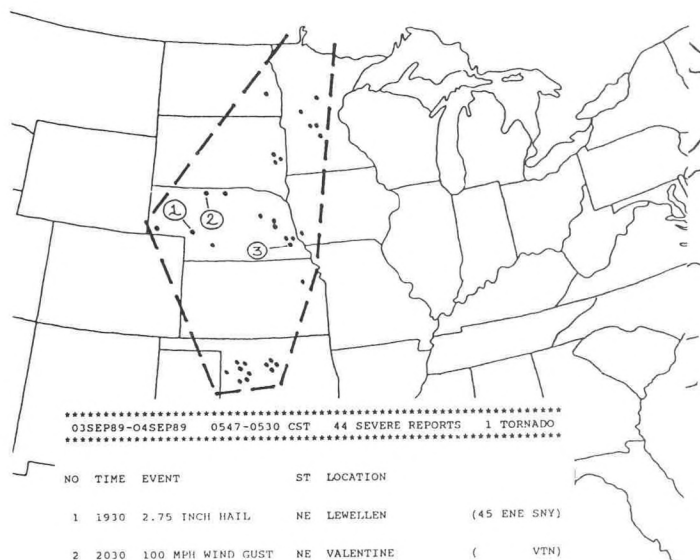 1
2
3
****************************************************************
03SEP89-04SEP89 0547-0530 CST 44 SEVERE REPORTS 1 TORNADO
****************************************************************
NO TIME EVENT ST LOCATION
1 1930 2.75 INCH HAIL NE LEWELLEN (45 ENE SNY)
2 2030 100 MPH WIND GUST NE VALENTINE ( VTN)